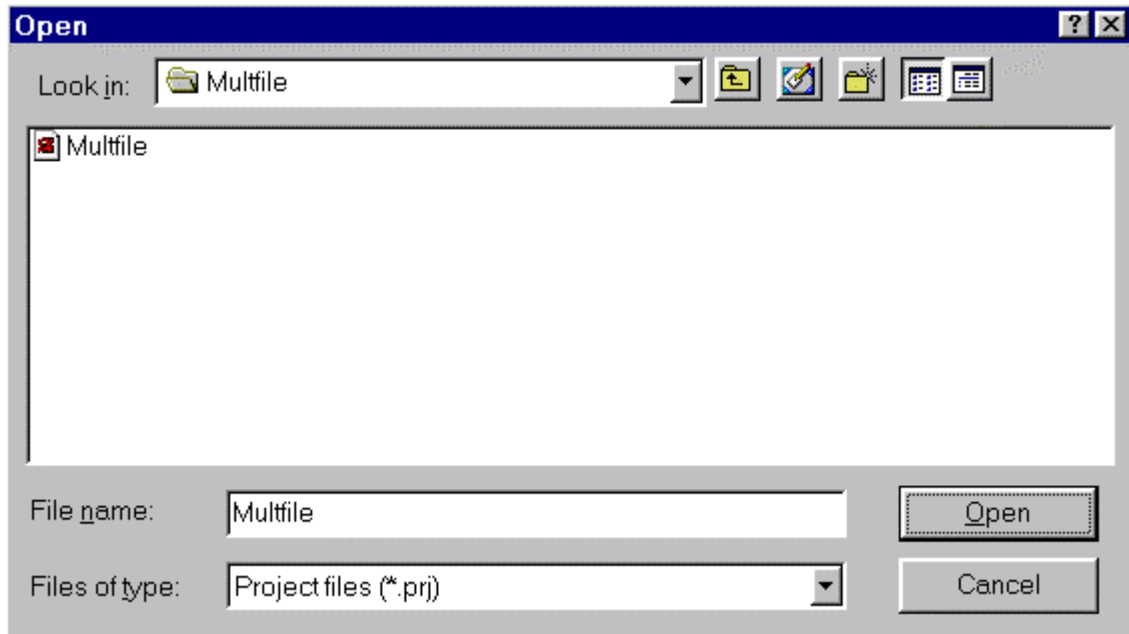 Open
Look in: Multfile
Multfile
File name: Multfile Open
Files of type: Project files (*.prj) Cancel